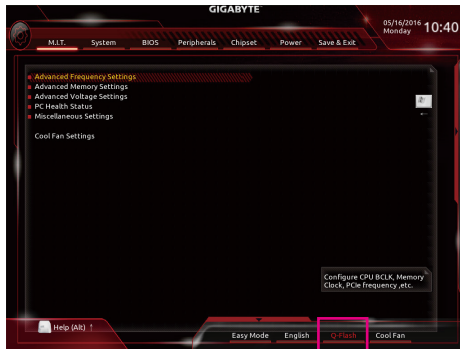 GIGABYTE™
05/16/2016 10:40
Monday
M.I.T. System BIOS Peripherals Chipset Power Save & Exit
Advanced Frequency Settings
Advanced Memory Settings
Advanced Voltage Settings
PC Health Status
Miscellaneous Settings
Cool Fan Settings
Configure CPU BCLK, Memory
Clock, PCIe frequency ,etc.
Help (Alt)
Easy Mode English Q-Flash Cool Fan